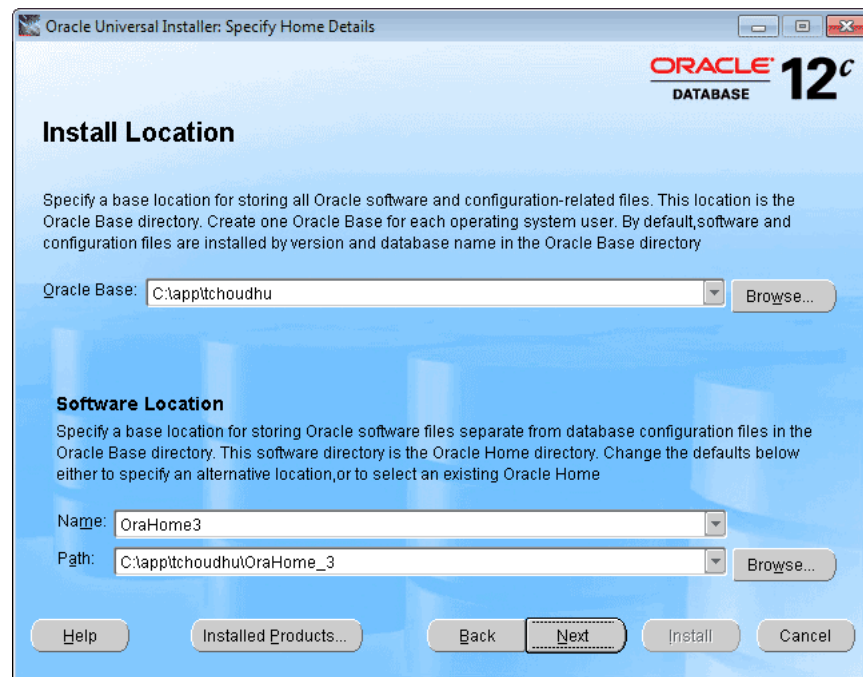 Oracle Universal Installer: Specify Home Details
ORACLE DATABASE 12c
Install Location
Specify a base location for storing all Oracle software and configuration-related files. This location is the
Oracle Base directory. Create one Oracle Base for each operating system user. By default,software and
configuration files are installed by version and database name in the Oracle Base directory
Oracle Base: C:\app\tchoudhu Browse...
Software Location
Specify a base location for storing Oracle software files separate from database configuration files in the
Oracle Base directory. This software directory is the Oracle Home directory. Change the defaults below
either to specify an alternative location,or to select an existing Oracle Home
Name: OraHome3
Path: C:\app\tchoudhu\OraHome_3 Browse...
Help Installed Products... Back Next Install Cancel